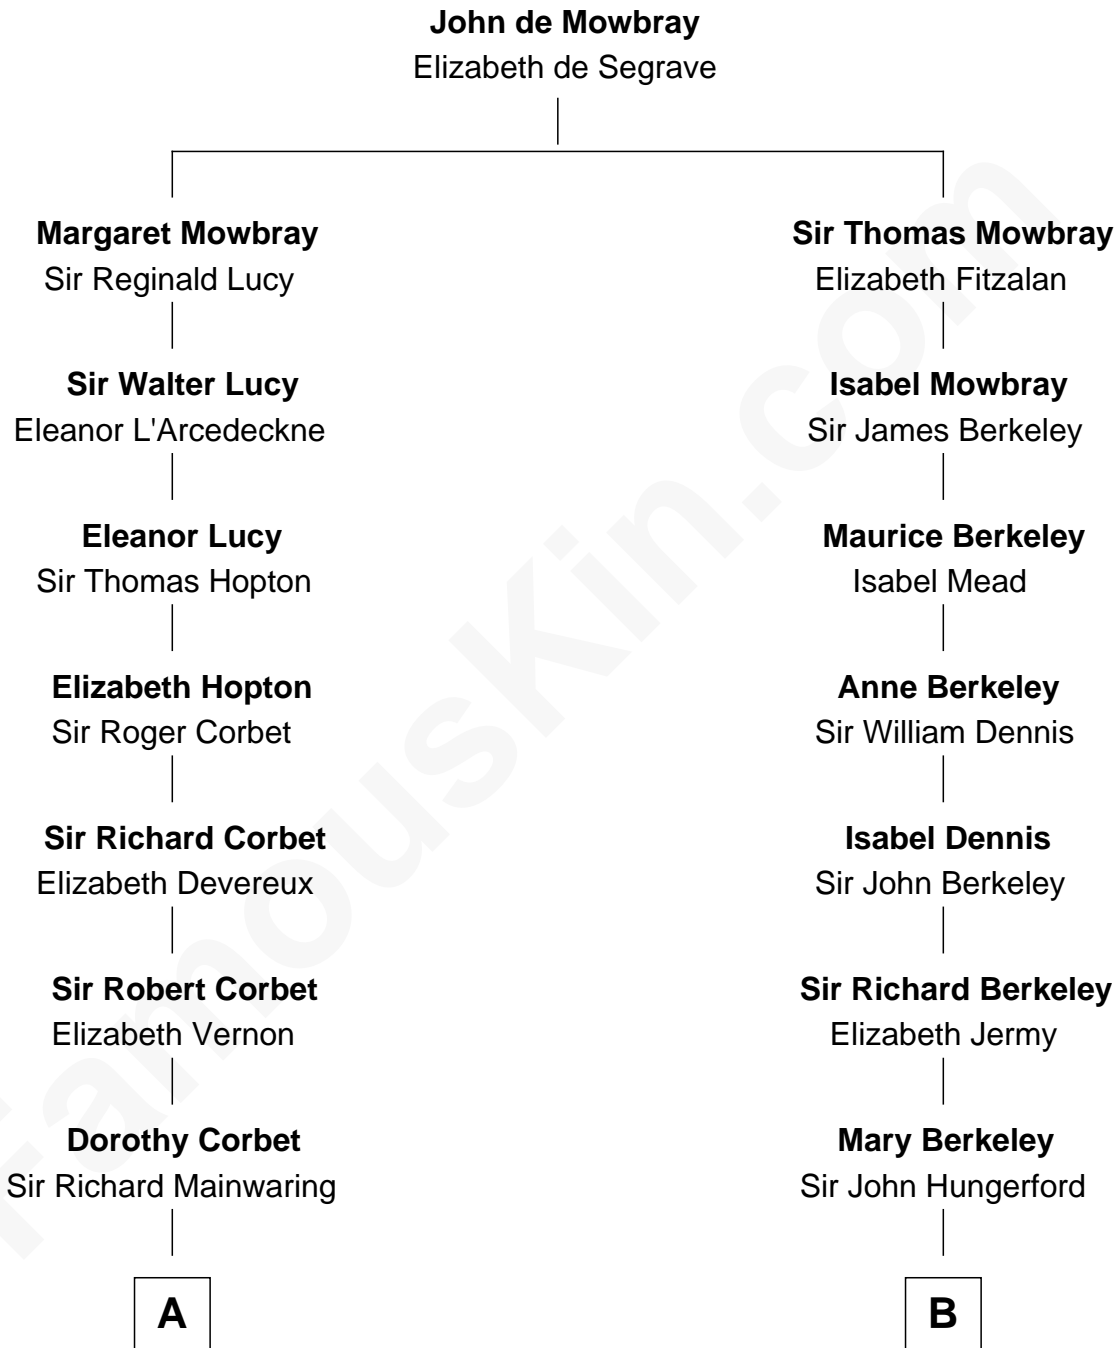 John de Mowbray
Elizabeth de Segrave
Margaret Mowbray
Sir Reginald Lucy
Sir Walter Lucy
Eleanor L'Arcedeckne
Eleanor Lucy
Sir Thomas Hopton
Elizabeth Hopton
Sir Roger Corbet
Sir Richard Corbet
Elizabeth Devereux
Sir Robert Corbet
Elizabeth Vernon
Dorothy Corbet
Sir Richard Mainwaring
A
Sir Thomas Mowbray
Elizabeth Fitzalan
Isabel Mowbray
Sir James Berkeley
Maurice Berkeley
Isabel Mead
Anne Berkeley
Sir William Dennis
Isabel Dennis
Sir John Berkeley
Sir Richard Berkeley
Elizabeth Jermy
Mary Berkeley
Sir John Hungerford
B
FamousKin.com